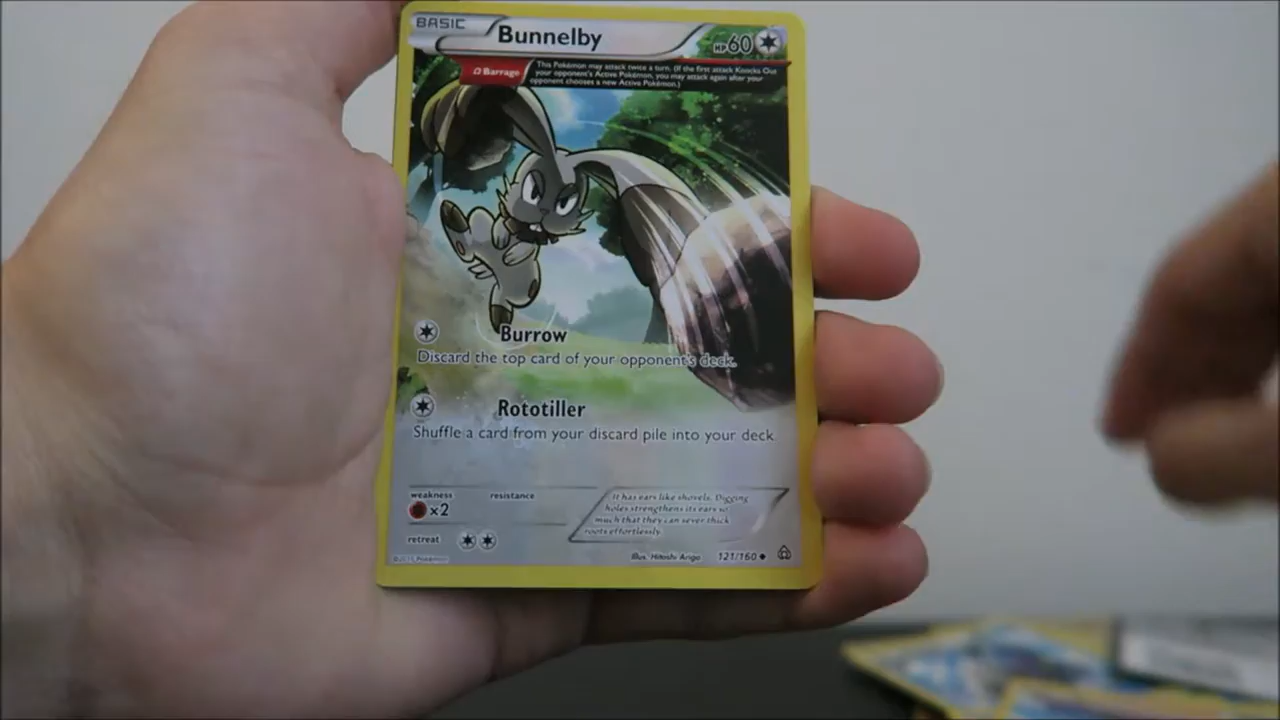 BASIC
Bunnelby
HP60
Ω Barrage
This Pokémon may attack twice a turn. (If the first attack Knocks Out
your opponent's Active Pokémon, you may attack again after your
opponent chooses a new Active Pokémon.)
Burrow
Discard the top card of your opponent's deck.
Rototiller
Shuffle a card from your discard pile into your deck.
weakness resistance
×2
It has ears like shovels. Digging
holes strengthens its ears so
much that they can sever thick
roots effortlessly.
retreat
©2015 Pokémon
Illus. Hitoshi Ariga 121/160